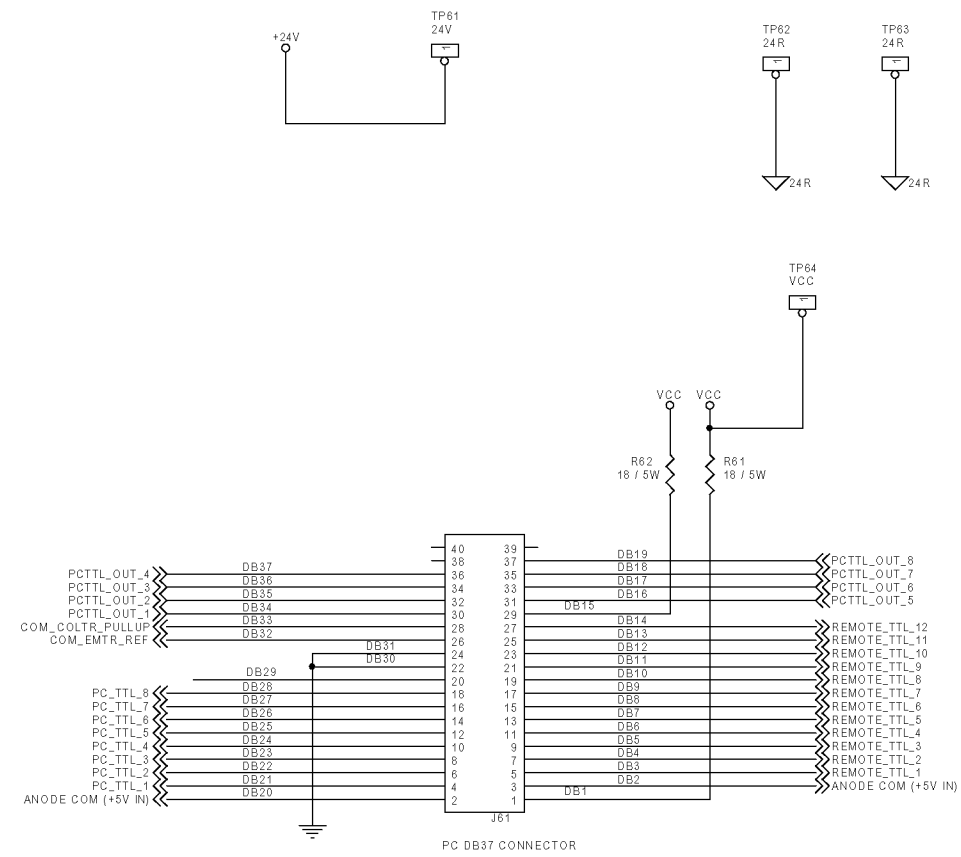 TP61
24V
+24V
TP62
24R
TP63
24R
24R
24R
TP64
VCC
VCC
VCC
R62
18 / 5W
R61
18 / 5W
40
39
38
DB19
37
PCTTL_OUT_8
PCTTL_OUT_4
DB37
36
35
DB18
PCTTL_OUT_7
PCTTL_OUT_3
DB36
34
33
DB17
PCTTL_OUT_6
PCTTL_OUT_2
DB35
32
31
DB16
PCTTL_OUT_5
PCTTL_OUT_1
DB34
30
29
DB15
COM_COLTR_PULLUP
DB33
28
27
DB14
REMOTE_TTL_12
COM_EMTR_REF
DB32
26
25
DB13
REMOTE_TTL_11
DB31
24
23
DB12
REMOTE_TTL_10
DB30
22
21
DB11
REMOTE_TTL_9
DB29
20
19
DB10
REMOTE_TTL_8
PC_TTL_8
DB28
18
17
DB9
REMOTE_TTL_7
PC_TTL_7
DB27
16
15
DB8
REMOTE_TTL_6
PC_TTL_6
DB26
14
13
DB7
REMOTE_TTL_5
PC_TTL_5
DB25
12
11
DB6
REMOTE_TTL_4
PC_TTL_4
DB24
10
9
DB5
REMOTE_TTL_3
PC_TTL_3
DB23
8
7
DB4
REMOTE_TTL_2
PC_TTL_2
DB22
6
5
DB3
REMOTE_TTL_1
PC_TTL_1
DB21
4
3
DB2
ANODE COM (+5V IN)
ANODE COM (+5V IN)
DB20
2
1
DB1
J61
PC DB37 CONNECTOR